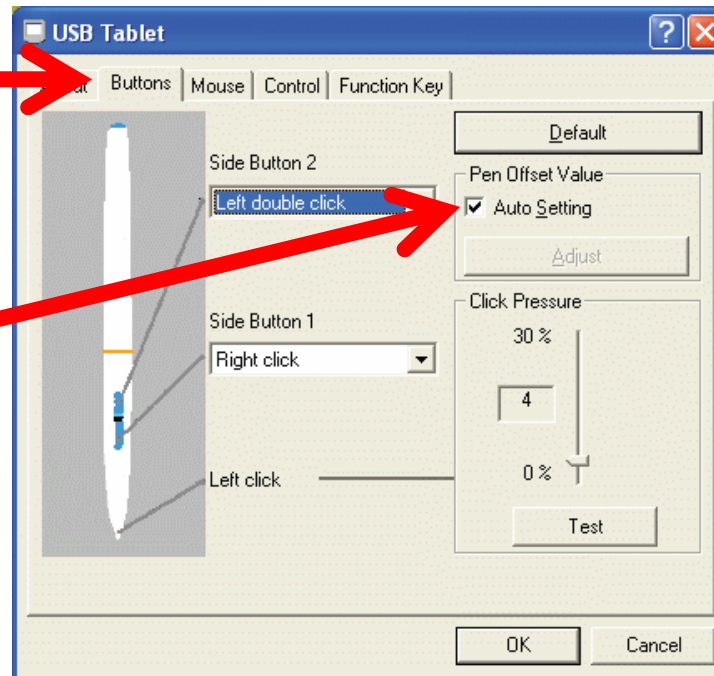 USB Tablet
Buttons
Mouse
Control
Function Key
Default
Side Button 2
Pen Offset Value
Left double click
Auto Setting
Adjust
Click Pressure
Side Button 1
30 %
Right click
4
0 %
Left click
Test
OK
Cancel